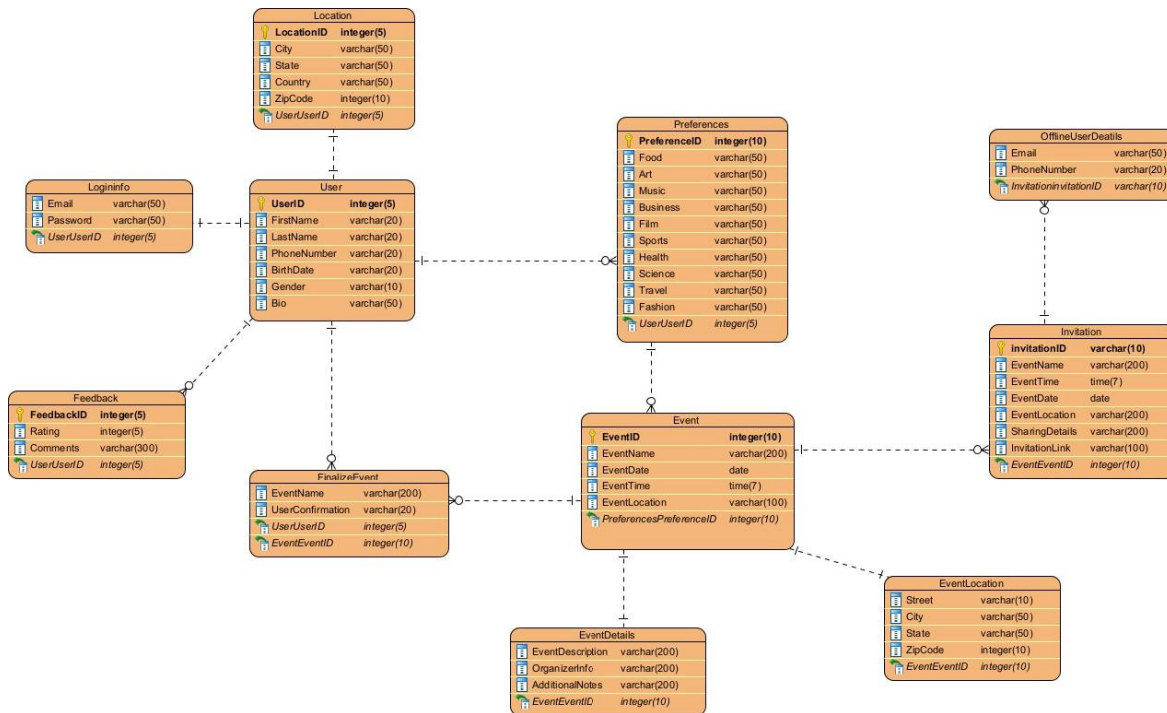 Location
LocationID integer(5)
City varchar(50)
State varchar(50)
Country varchar(50)
ZipCode integer(10)
UserUserID integer(5)
Logininfo
Email varchar(50)
Password varchar(50)
UserUserID integer(5)
User
UserID integer(5)
FirstName varchar(20)
LastName varchar(20)
PhoneNumber varchar(20)
BirthDate varchar(20)
Gender varchar(10)
Bio varchar(50)
Preferences
PreferenceID integer(10)
Food varchar(50)
Art varchar(50)
Music varchar(50)
Business varchar(50)
Film varchar(50)
Sports varchar(50)
Health varchar(50)
Science varchar(50)
Travel varchar(50)
Fashion varchar(50)
UserUserID integer(5)
OfflineUserDeatils
Email varchar(50)
PhoneNumber varchar(20)
InvitationinvitationID varchar(10)
Invitation
invitationID varchar(10)
EventName varchar(200)
EventTime time(7)
EventDate date
EventLocation varchar(200)
SharingDetails varchar(200)
InvitationLink varchar(100)
EventEventID integer(10)
Feedback
FeedbackID integer(5)
Rating integer(5)
Comments varchar(300)
UserUserID integer(5)
FinalizeEvent
EventName varchar(200)
UserConfirmation varchar(20)
UserUserID integer(5)
EventEventID integer(10)
Event
EventID integer(10)
EventName varchar(200)
EventDate date
EventTime time(7)
EventLocation varchar(100)
PreferencesPreferenceID integer(10)
EventDetails
EventDescription varchar(200)
OrganizerInfo varchar(200)
AdditionalNotes varchar(200)
EventEventID integer(10)
EventLocation
Street varchar(10)
City varchar(50)
State varchar(50)
ZipCode integer(10)
EventEventID integer(10)